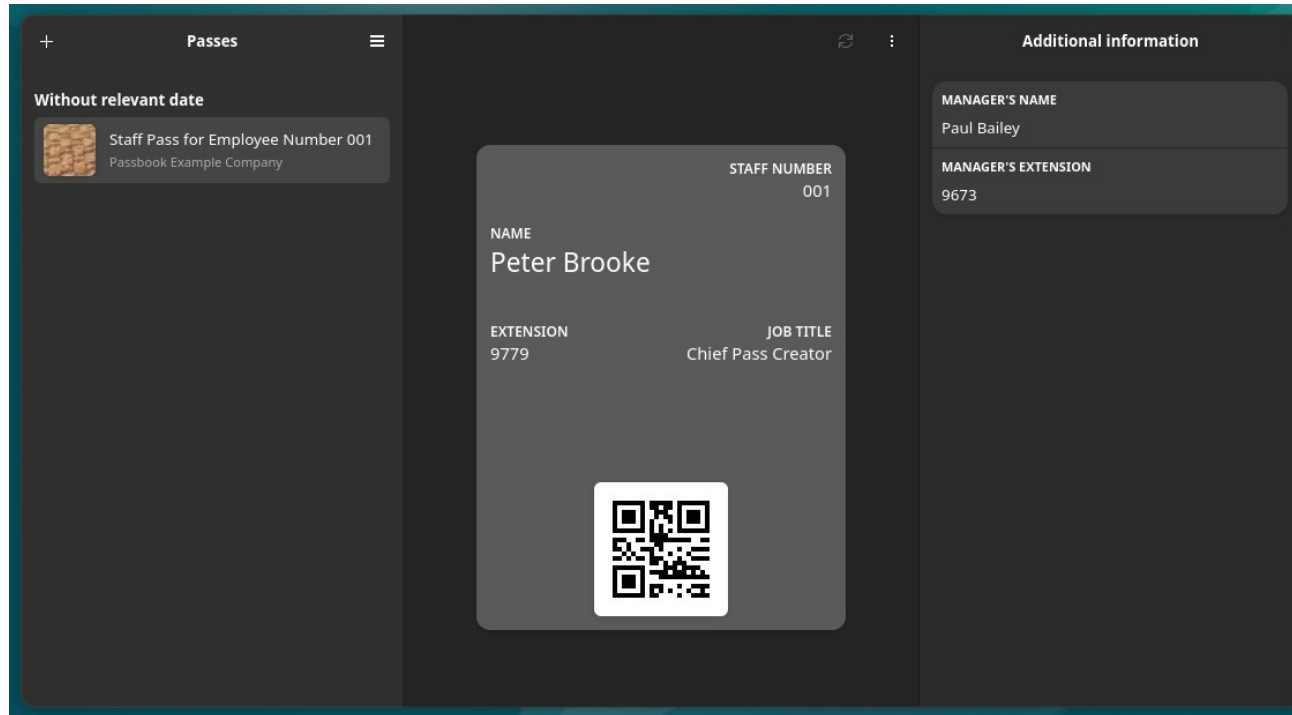 Passes
Without relevant date
Staff Pass for Employee Number 001
Passbook Example Company
STAFF NUMBER
001
NAME
Peter Brooke
EXTENSION
9779
JOB TITLE
Chief Pass Creator
Additional information
MANAGER'S NAME
Paul Bailey
MANAGER'S EXTENSION
9673